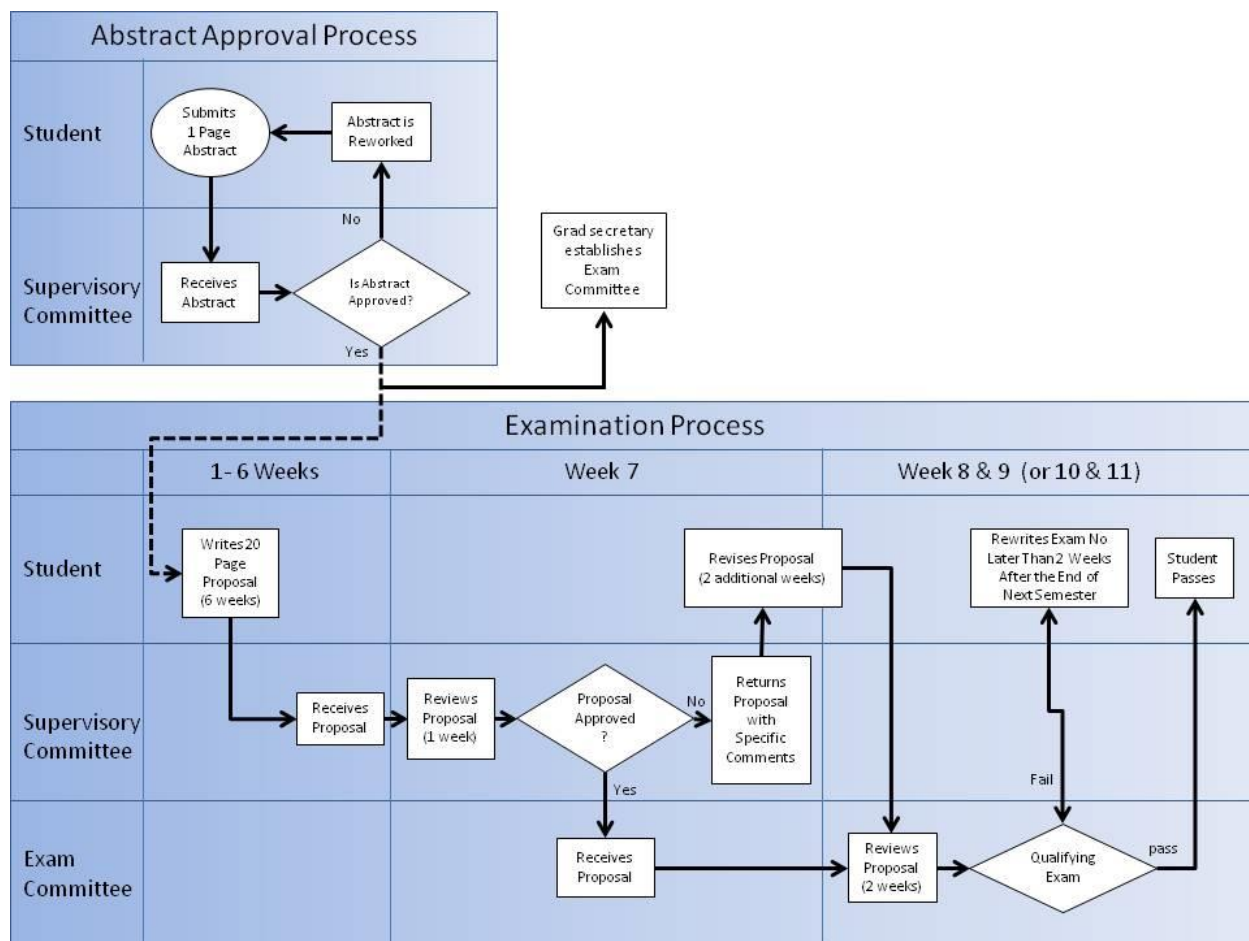 Abstract Approval Process
Student
Submits
1 Page
Abstract
Abstract is
Reworked
No
Supervisory
Committee
Receives
Abstract
Is Abstract
Approved?
Yes
Grad secretary
establishes
Exam
Committee
Examination Process
1- 6 Weeks
Week 7
Week 8 & 9 (or 10 & 11)
Student
Writes 20
Page
Proposal
(6 weeks)
Revises Proposal
(2 additional weeks)
Rewrites Exam No
Later Than 2 Weeks
After the End of
Next Semester
Student
Passes
Supervisory
Committee
Receives
Proposal
Reviews
Proposal
(1 week)
Proposal
Approved
?
No
Returns
Proposal
with
Specific
Comments
Yes
Fail
Exam
Committee
Receives
Proposal
Reviews
Proposal
(2 weeks)
Qualifying
Exam
pass